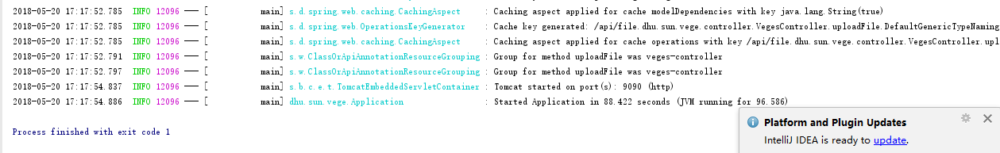 2018-05-20 17:17:52.785 INFO 12096 --- [ main] s.d.spring.web.caching.CachingAspect : Caching aspect applied for cache modelDependencies with key java.lang.String(true)
2018-05-20 17:17:52.785 INFO 12096 --- [ main] s.d.spring.web.OperationsKeyGenerator : Cache key generated: /api/file.dhu.sun.vege.controller.VegesController.uploadFile.DefaultGenericTypeNaming
2018-05-20 17:17:52.785 INFO 12096 --- [ main] s.d.spring.web.caching.CachingAspect : Caching aspect applied for cache operations with key /api/file.dhu.sun.vege.controller.VegesController.upl
2018-05-20 17:17:52.791 INFO 12096 --- [ main] s.w.ClassOrApiAnnotationResourceGrouping : Group for method uploadFile was veges-controller
2018-05-20 17:17:52.797 INFO 12096 --- [ main] s.w.ClassOrApiAnnotationResourceGrouping : Group for method uploadFile was veges-controller
2018-05-20 17:17:54.837 INFO 12096 --- [ main] s.b.c.e.t.TomcatEmbeddedServletContainer : Tomcat started on port(s): 9090 (http)
2018-05-20 17:17:54.886 INFO 12096 --- [ main] dhu.sun.vege.Application : Started Application in 88.422 seconds (JVM running for 96.586)
Process finished with exit code 1
Platform and Plugin Updates
IntelliJ IDEA is ready to update.